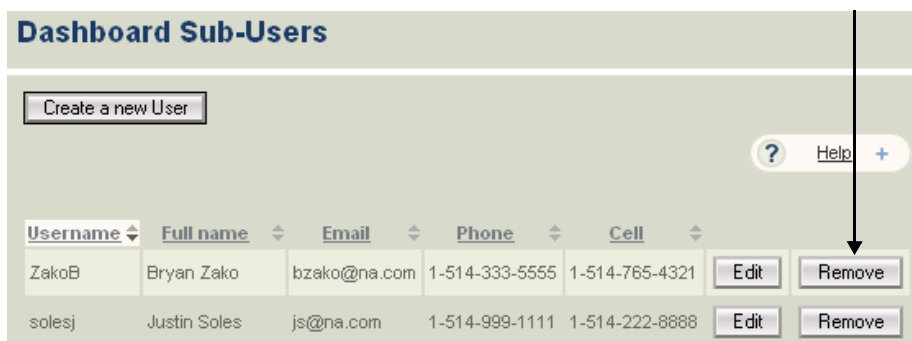 Dashboard Sub-Users
Create a new User
? Help +
Username Full name Email Phone Cell
ZakoB Bryan Zako bzako@na.com 1-514-333-5555 1-514-765-4321 Edit Remove
solesj Justin Soles js@na.com 1-514-999-1111 1-514-222-8888 Edit Remove